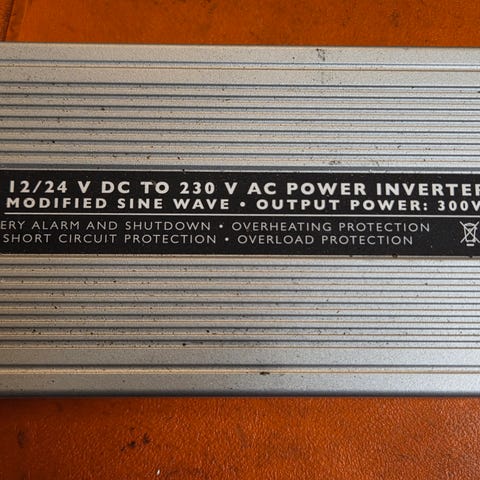 12/24 V DC TO 230 V AC POWER INVERTER
MODIFIED SINE WAVE • OUTPUT POWER: 300
ERY ALARM AND SHUTDOWN • OVERHEATING PROTECTION
SHORT CIRCUIT PROTECTION • OVERLOAD PROTECTION